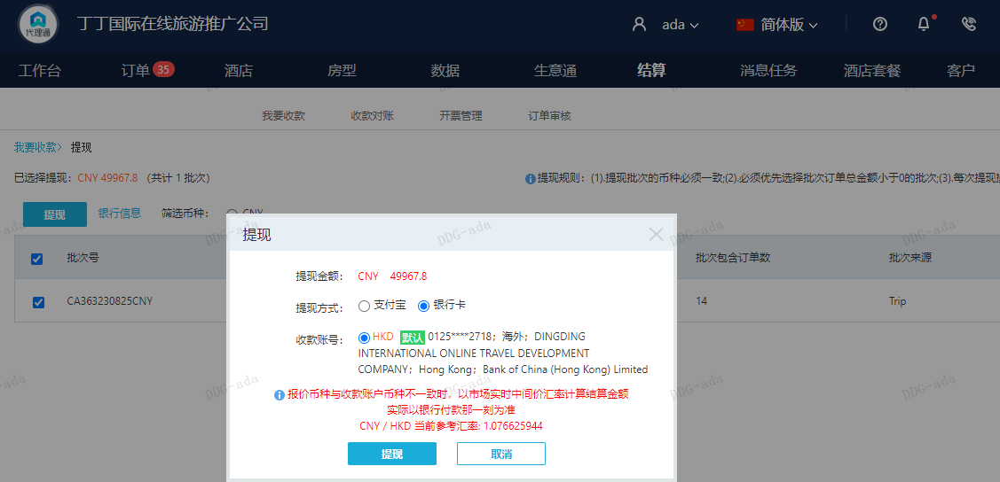 代理通
丁丁国际在线旅游推广公司
ada
简体版
工作台 订单 35 酒店 房型 数据 生意通 结算 消息任务 酒店套餐 客户
我要收款 收款对账 开票管理 订单审核
我要收款> 提现
已选择提现: CNY 49967.8 (共计 1 批次)
提现规则: (1).提现批次的币种必须一致;(2).必须优先选择批次订单总金额小于0的批次;(3).每次提现
提现 银行信息 筛选币种: CNY
提现
批次号 批次包含订单数 批次来源
CA363230825CNY 14 Trip
提现金额: CNY 49967.8
提现方式: 支付宝 银行卡
收款账号: HKD 默认 0125****2718; 海外; DINGDING
INTERNATIONAL ONLINE TRAVEL DEVELOPMENT
COMPANY; Hong Kong; Bank of China (Hong Kong) Limited
报价币种与收款账户币种不一致时, 以市场实时中间价汇率计算结算金额
实际以银行付款那一刻为准
CNY / HKD 当前参考汇率: 1.076625944
提现 取消
DDG-ada
DDG-ada
DDG-ada
DDG-ada
DDG-ada
DDG-ada